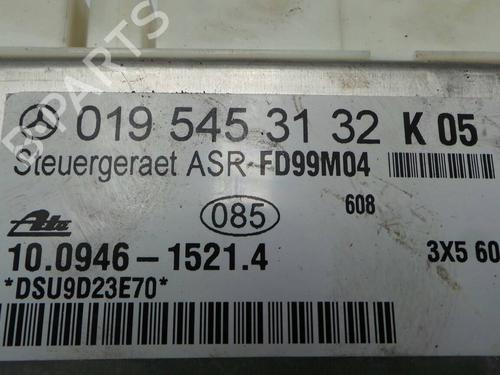 B PARTS
019 545 31 32 K 05
Steuergeraet ASR FD99M04
085
608
Ate
10.0946-1521.4
3X5 60
*DSU9D23E70*